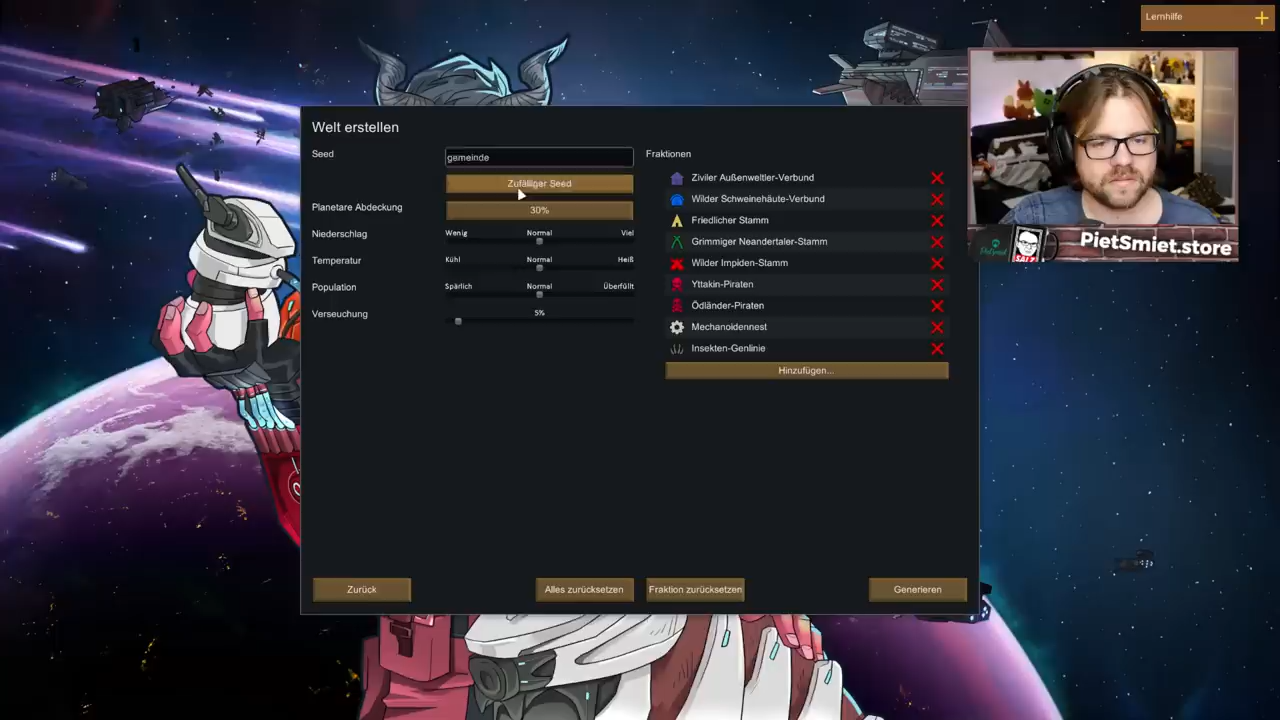 Lernhilfe
Welt erstellen
Seed
gemeinde
Zufälliger Seed
Planetare Abdeckung
30%
Niederschlag
Wenig Normal Viel
Temperatur
Kühl Normal Heiß
Population
Spärlich Normal Überfüllt
Verseuchung
5%
Fraktionen
Ziviler Außenweltler-Verbund
Wilder Schweinehäute-Verbund
Friedlicher Stamm
Grimmiger Neandertaler-Stamm
Wilder Impiden-Stamm
Yttakin-Piraten
Ödländer-Piraten
Mechanoidennest
Insekten-Genlinie
Hinzufügen...
Zurück
Alles zurücksetzen
Fraktion zurücksetzen
Generieren
SALZ
PietSmiet.store